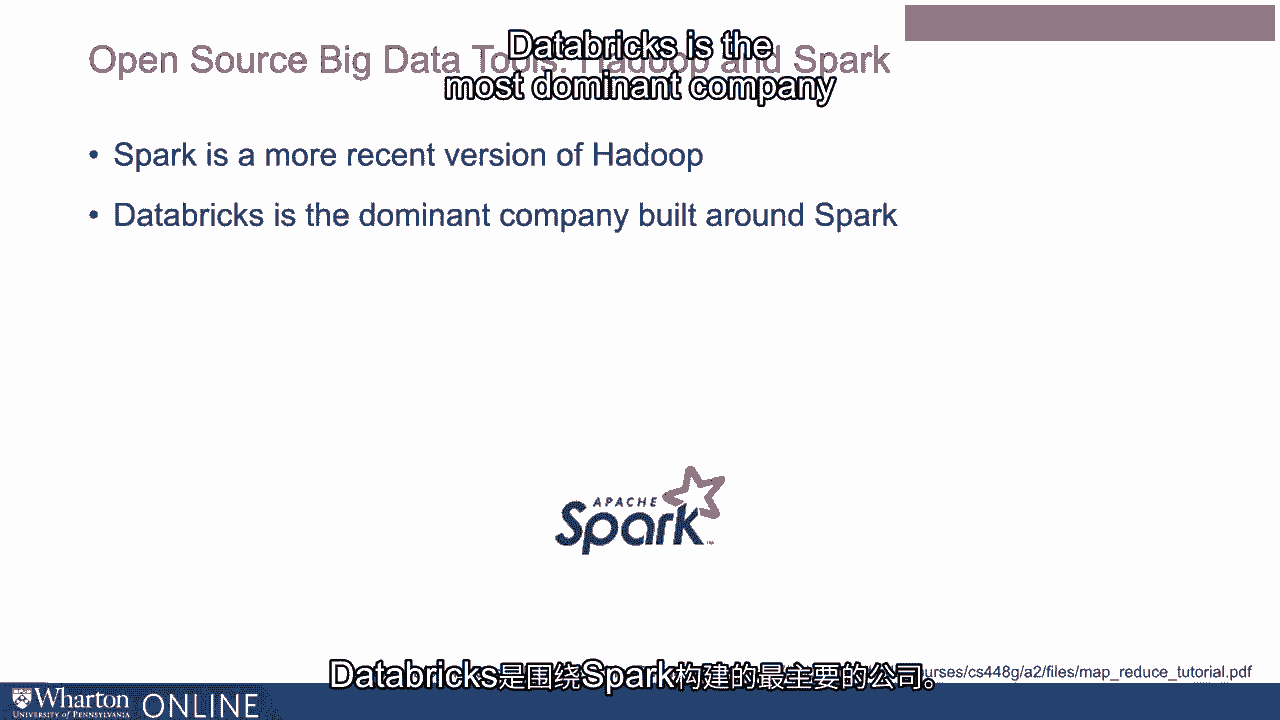 Databricks is the
most dominant company
Open Source Big Data Tools: Hadoop and Spark
• Spark is a more recent version of Hadoop
• Databricks is the dominant company built around Spark
APACHE
Spark
Databricks是围绕Spark构建的最主要的公司。
urses/cs448g/a2/files/map_reduce_tutorial.pdf
Wharton
UNIVERSITY of PENNSYLVANIA
ONLINE